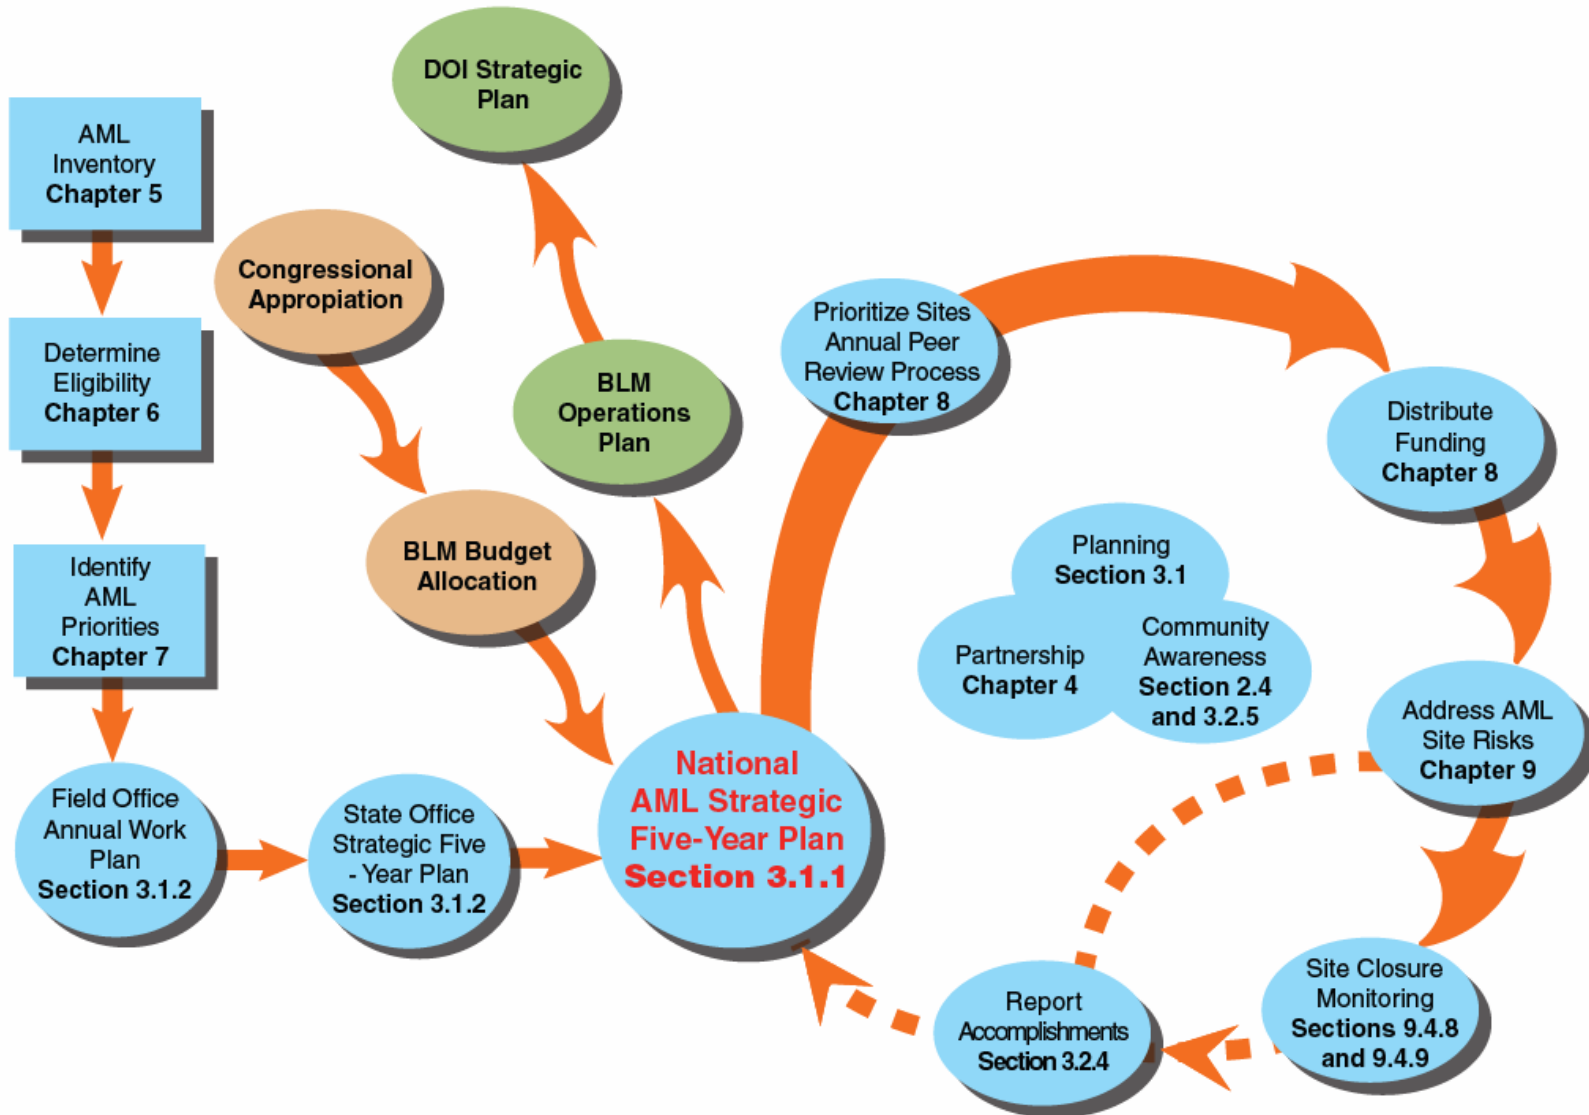 AML
Inventory
Chapter 5
Determine
Eligibility
Chapter 6
Identify
AML
Priorities
Chapter 7
Field Office
Annual Work
Plan
Section 3.1.2
State Office
Strategic Five
- Year Plan
Section 3.1.2
Congressional
Appropiation
BLM Budget
Allocation
DOI Strategic
Plan
BLM
Operations
Plan
National
AML Strategic
Five-Year Plan
Section 3.1.1
Prioritize Sites
Annual Peer
Review Process
Chapter 8
Distribute
Funding
Chapter 8
Planning
Section 3.1
Partnership
Chapter 4
Community
Awareness
Section 2.4
and 3.2.5
Address AML
Site Risks
Chapter 9
Site Closure
Monitoring
Sections 9.4.8
and 9.4.9
Report
Accomplishments
Section 3.2.4